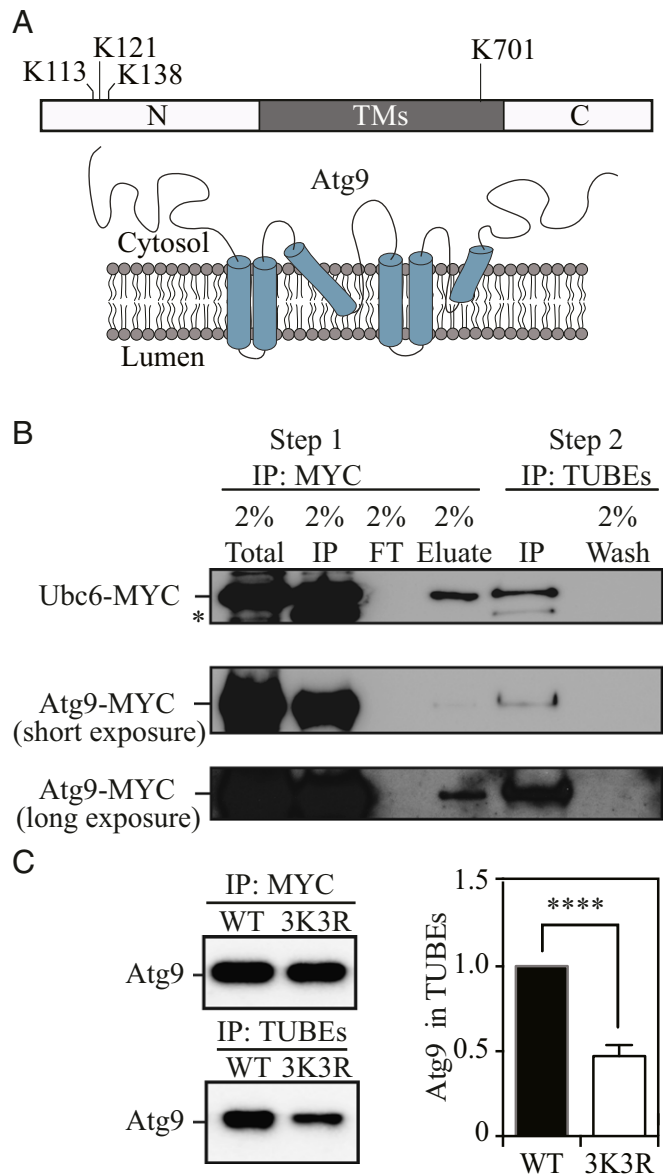 A
K121
K113 K138 K701
N TMs C
Atg9
Cytosol
Lumen
B
Step 1 Step 2
IP: MYC IP: TUBEs
2% 2% 2% 2% 2%
Total IP FT Eluate IP Wash
Ubc6-MYC
*
Atg9-MYC
(short exposure)
Atg9-MYC
(long exposure)
C
IP: MYC
WT 3K3R
Atg9
IP: TUBEs
WT 3K3R
Atg9
Atg9 in TUBEs
1.5
****
1.0
0.5
0
WT 3K3R